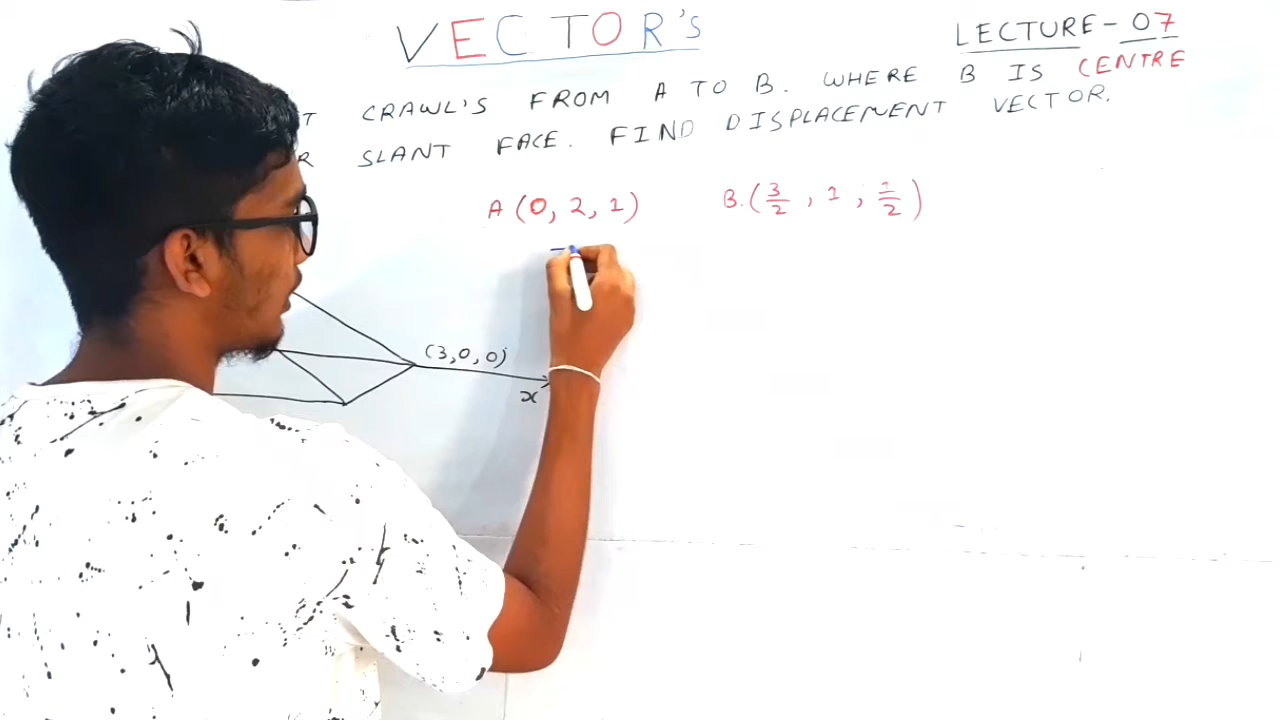 VECTOR'S
LECTURE-07
T CRAWL'S FROM A TO B. WHERE B IS CENTRE
R SLANT FACE. FIND DISPLACEMENT VECTOR.
A (0, 2, 1) B. (3/2, 1, 1/2)
(3,0,0)
x